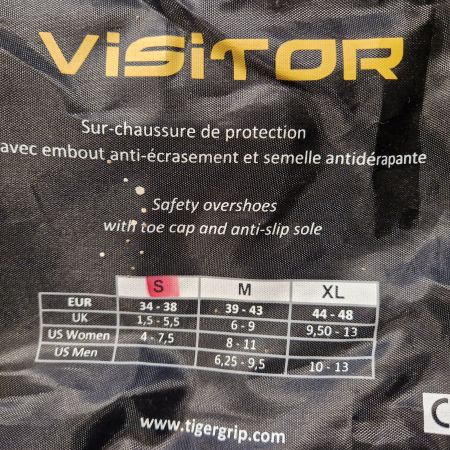 ViSiTOR
Sur-chaussure de protection
avec embout anti-écrasement et semelle antidérapante
Safety overshoes
with toe cap and anti-slip sole
S M XL
EUR 34 - 38 39 - 43 44 - 48
UK 1,5 - 5,5 6 - 9 9,50 - 13
US Women 4 - 7,5 8 - 11
US Men 6,25 - 9,5 10 - 13
www.tigergrip.com